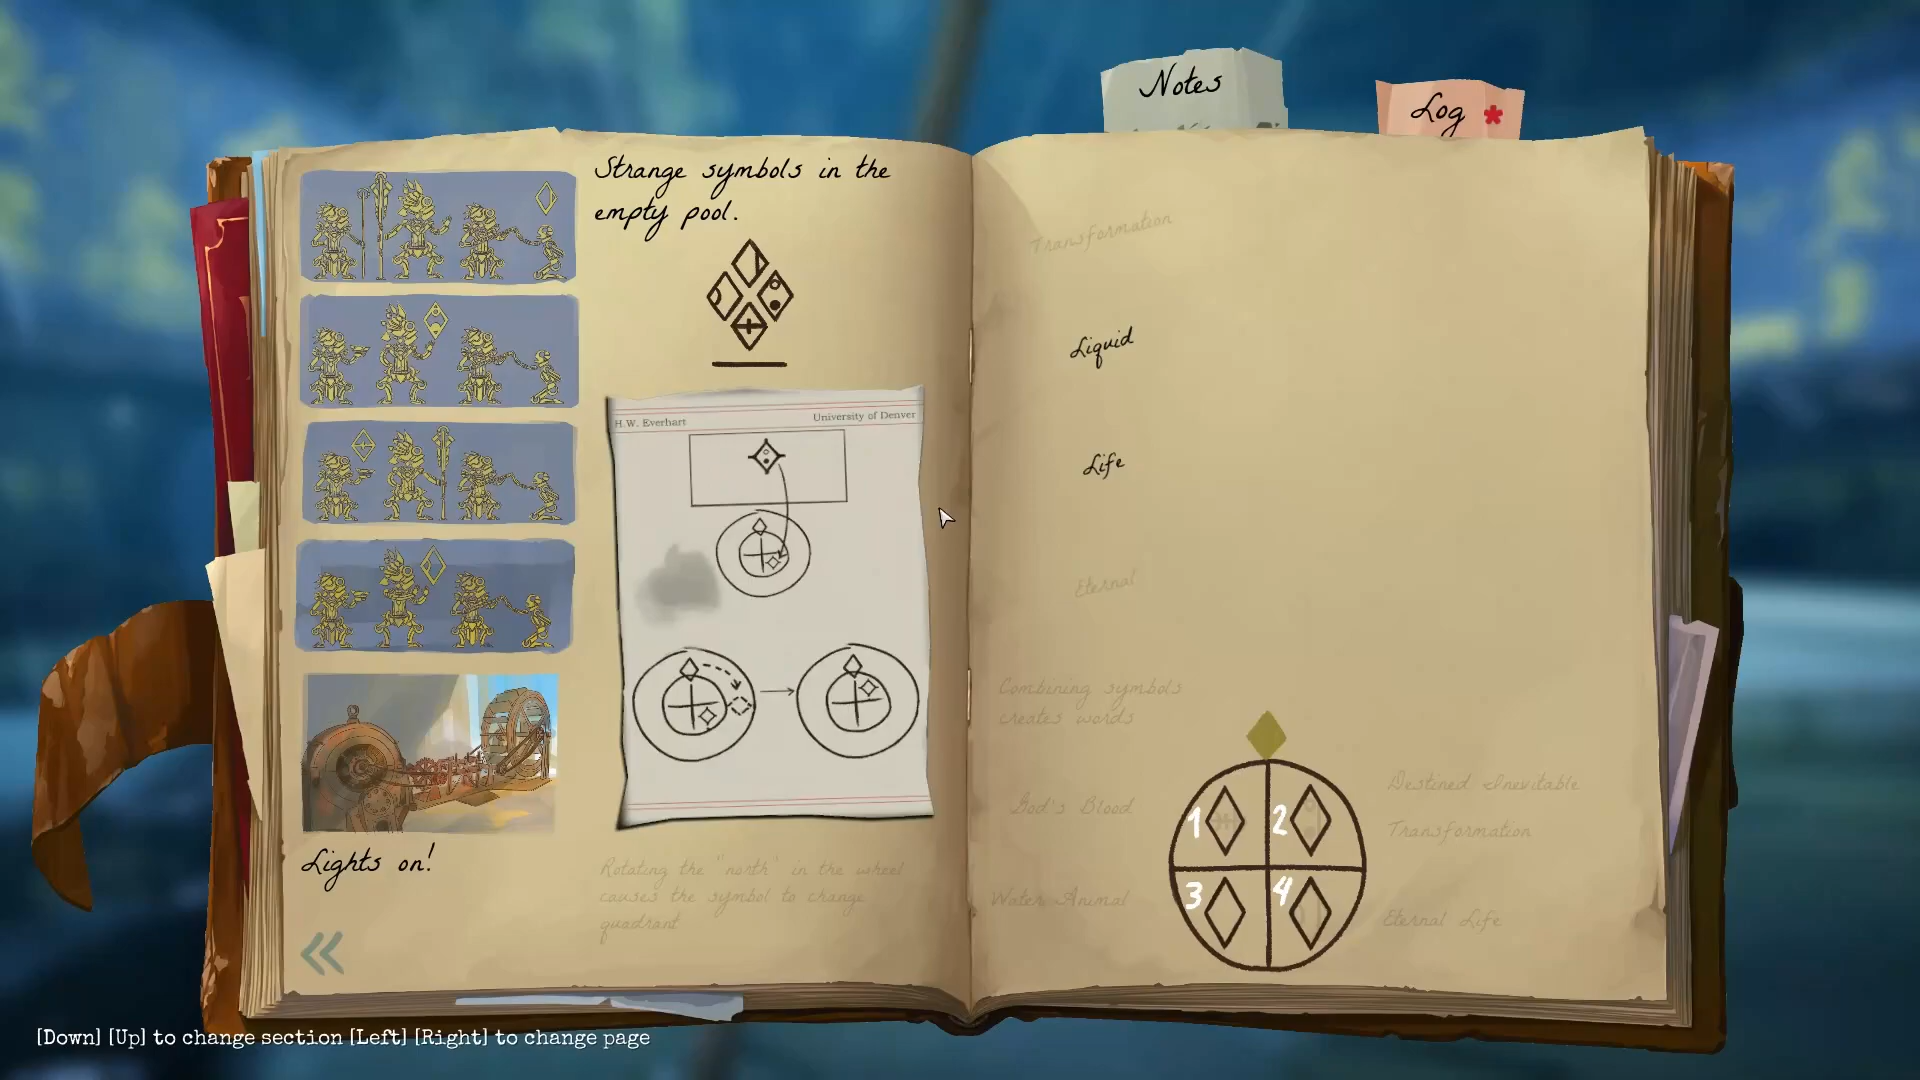 Notes
Log *
Strange symbols in the
empty pool.
H.W. Everhart
University of Denver
Lights on!
Rotating the "north" in the wheel
causes the symbol to change
quadrant
Transformation
Liquid
Life
Eternal
Combining symbols
creates words
God's Blood
Water Animal
1
2
3
4
Destined Inevitable
Transformation
Eternal Life
[Down] [Up] to change section [Left] [Right] to change page